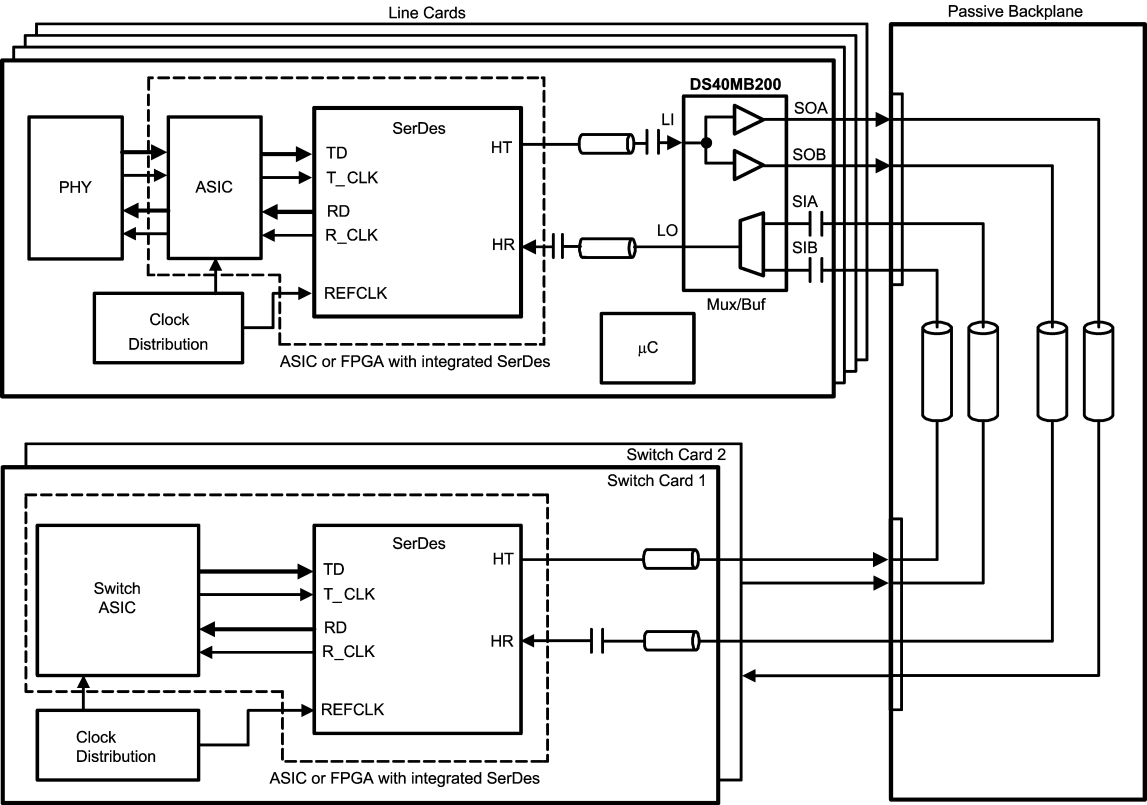 Line Cards
Passive Backplane
DS40MB200
SOA
LI
SerDes
HT
TD
SOB
PHY
ASIC
T_CLK
SIA
RD
LO
R_CLK
HR
SIB
REFCLK
Mux/Buf
Clock
Distribution
μC
ASIC or FPGA with integrated SerDes
Switch Card 2
Switch Card 1
SerDes
HT
TD
Switch
ASIC
T_CLK
RD
HR
R_CLK
REFCLK
Clock
Distribution
ASIC or FPGA with integrated SerDes